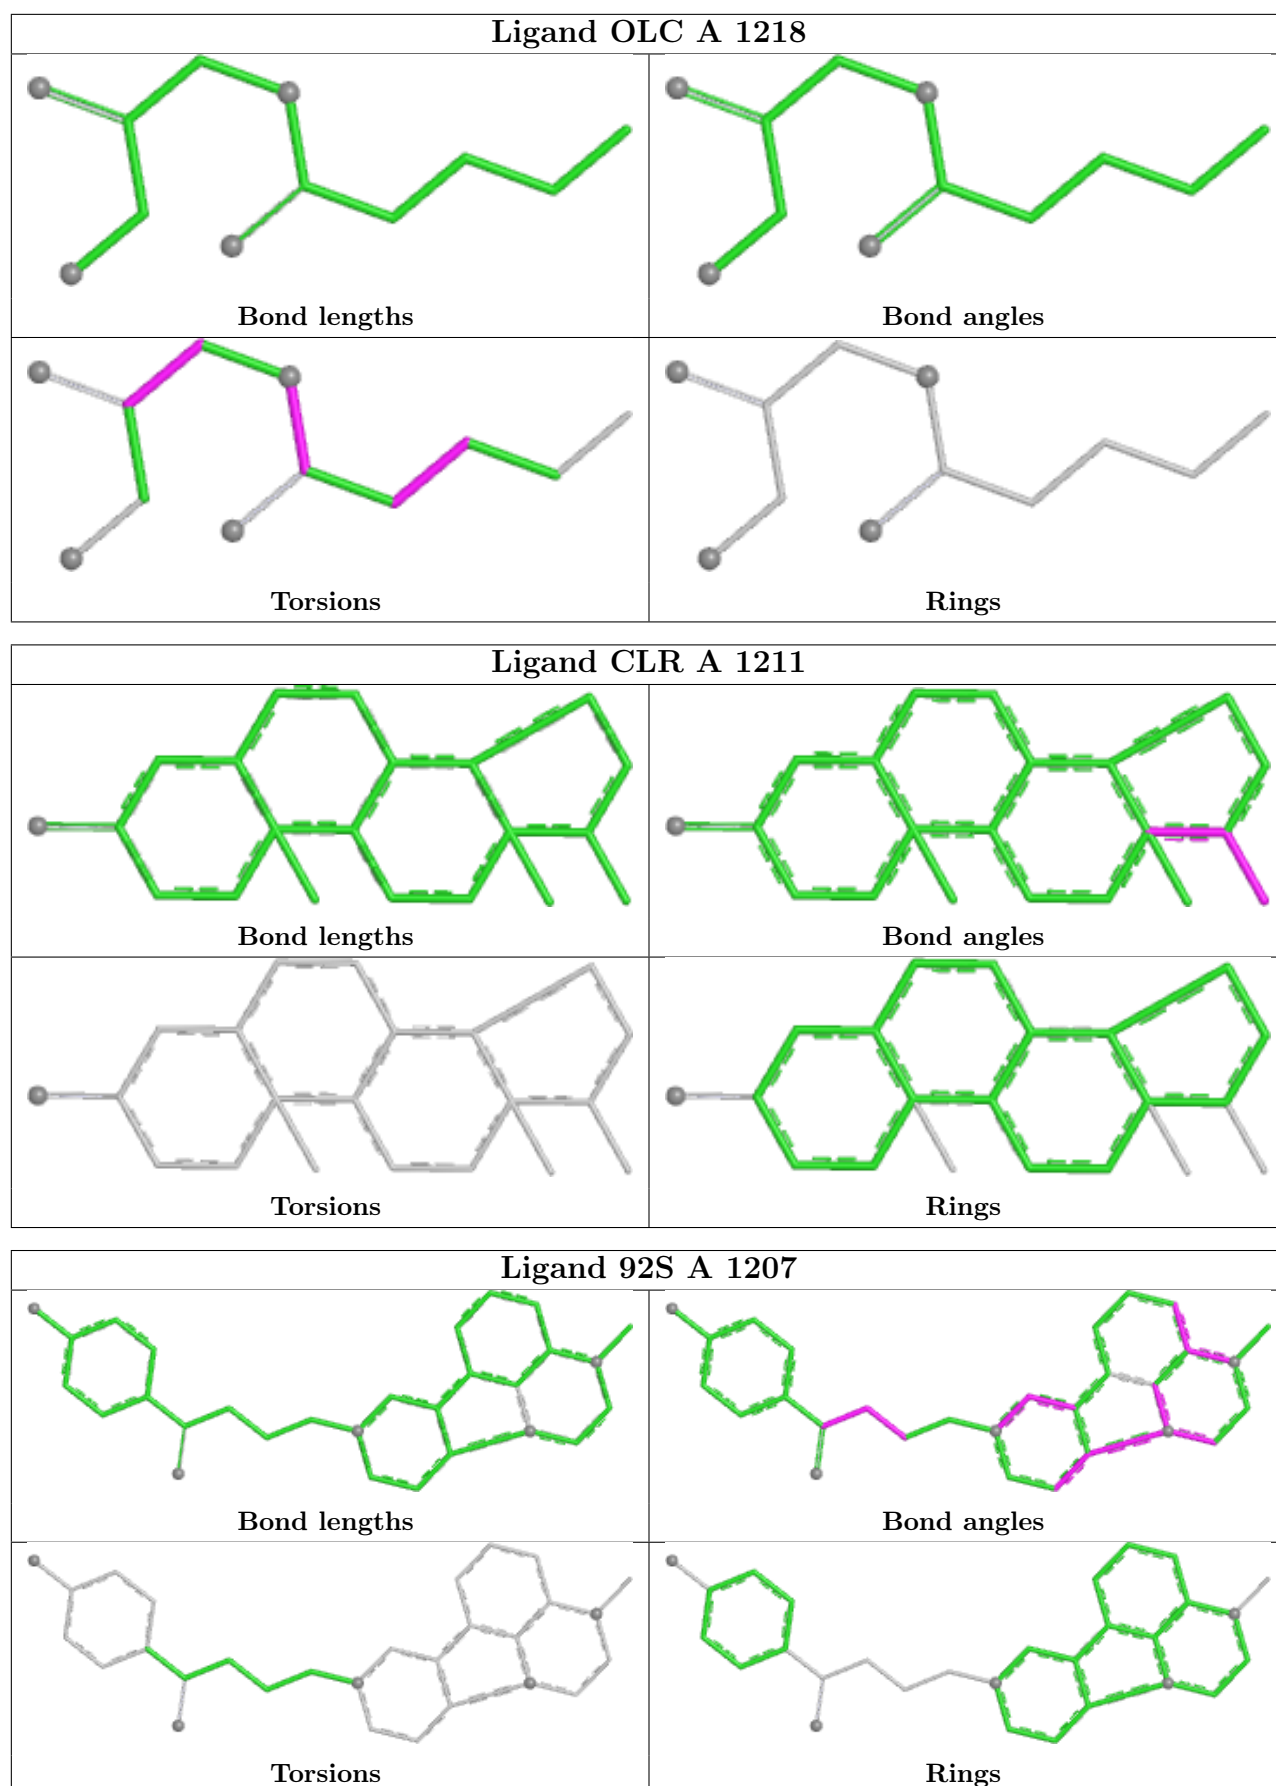 Ligand OLC A 1218
Bond lengths
Bond angles
Torsions
Rings
Ligand CLR A 1211
Bond lengths
Bond angles
Torsions
Rings
Ligand 92S A 1207
Bond lengths
Bond angles
Torsions
Rings